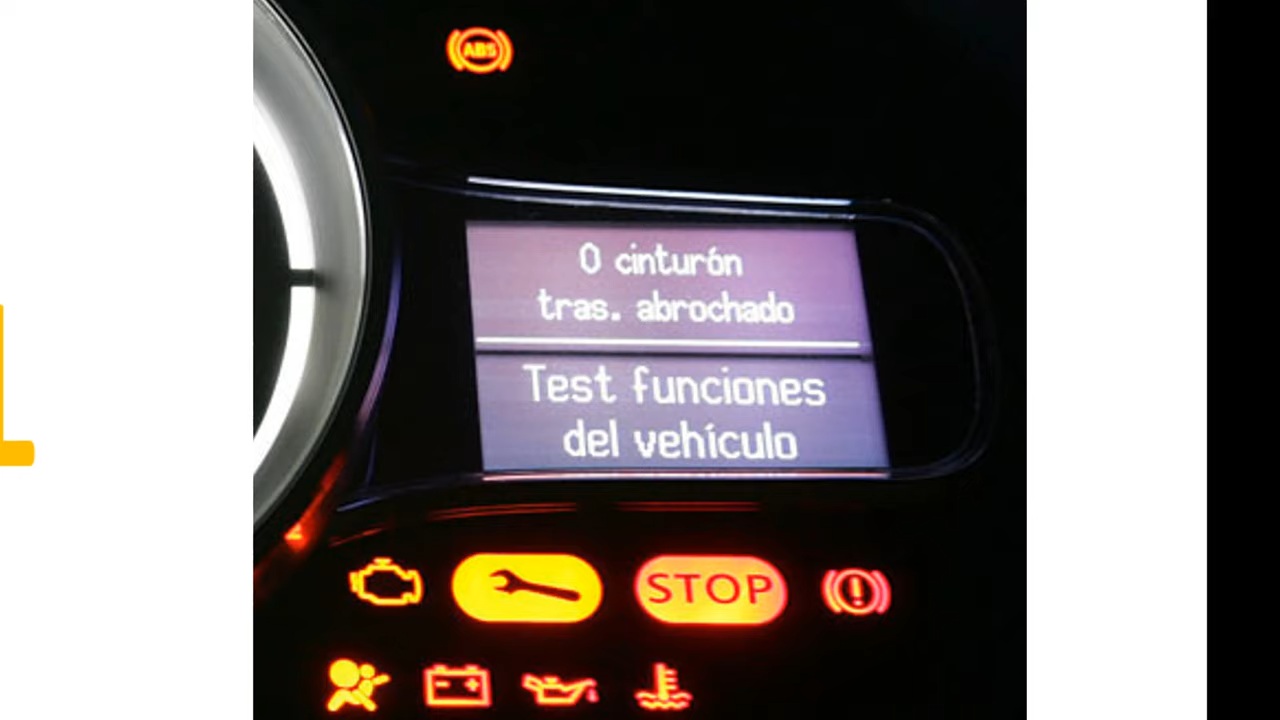 ABS
0 cinturón
tras. abrochado
Test funciones
del vehículo
STOP